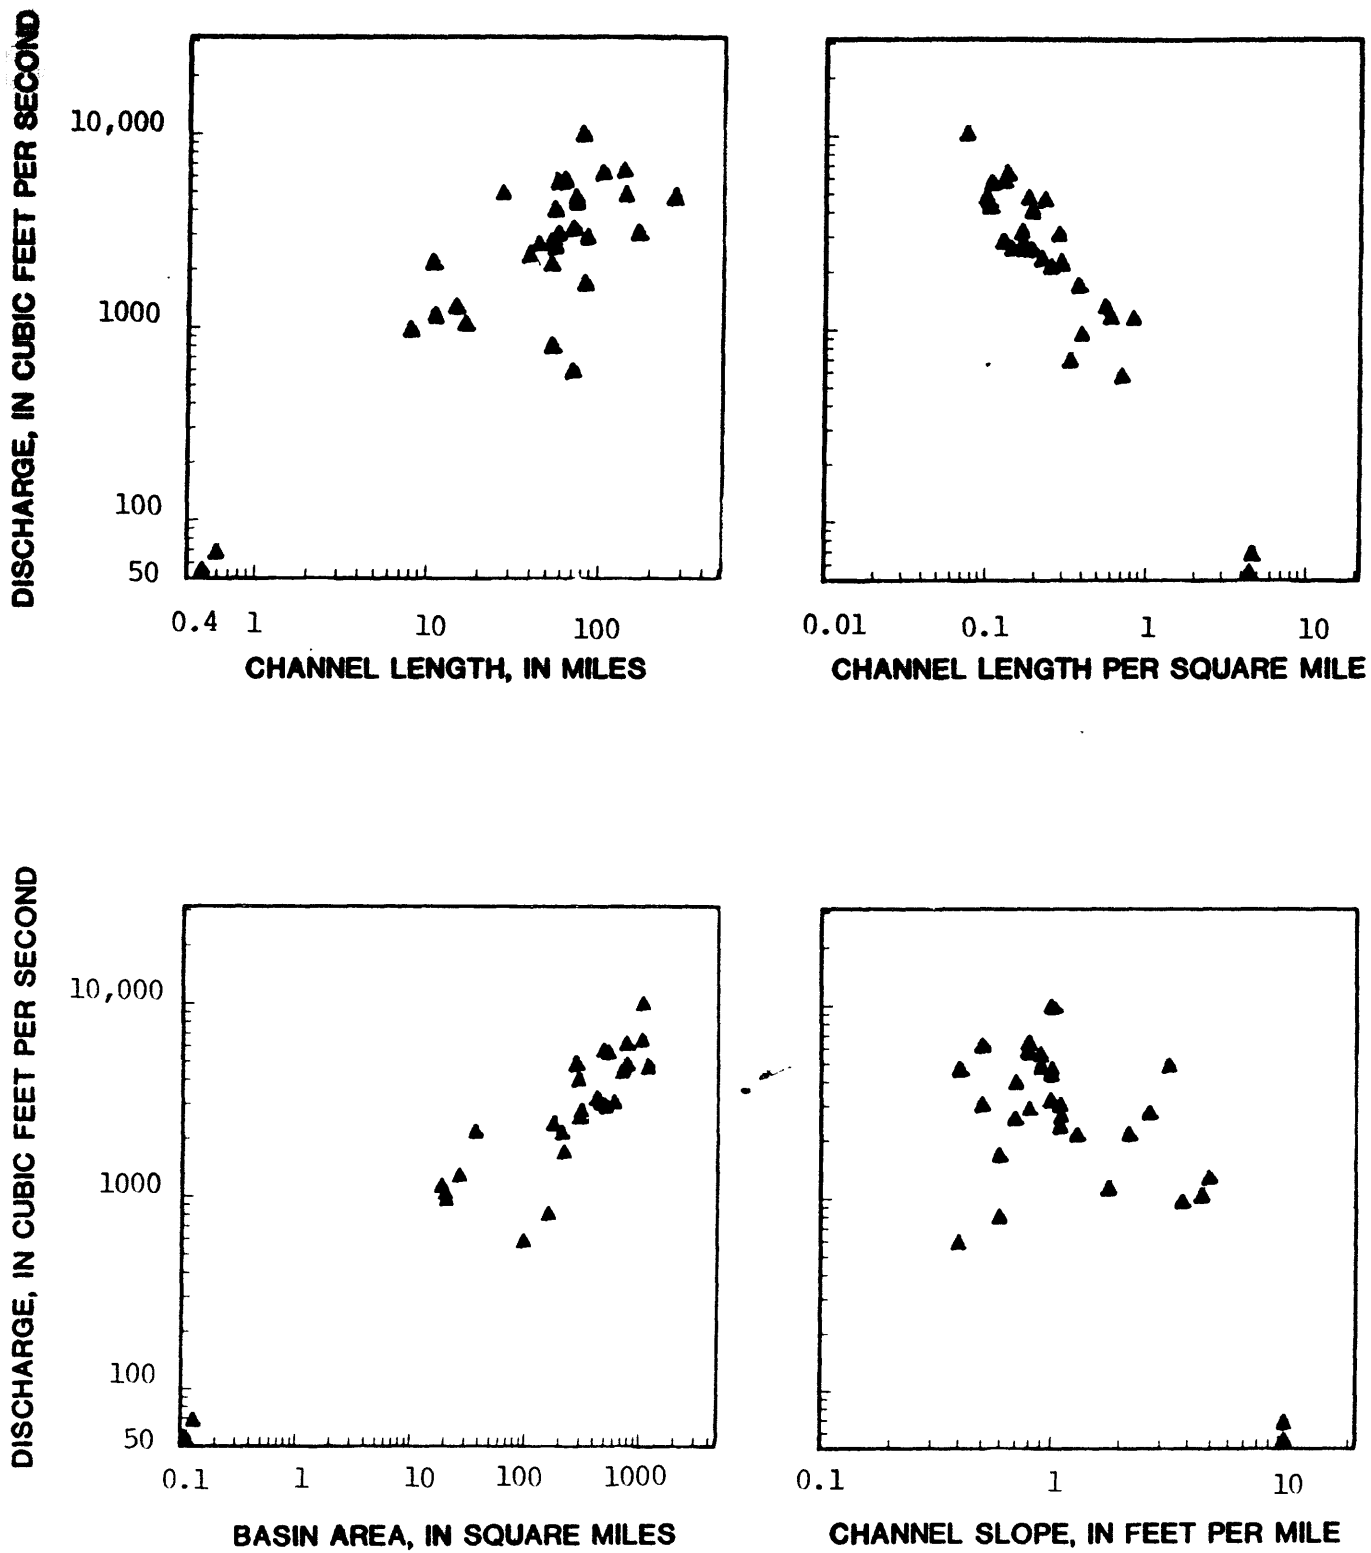 DISCHARGE, IN CUBIC FEET PER SECOND
10,000
1000
100
50
0.4 1 10 100
CHANNEL LENGTH, IN MILES
0.01 0.1 1 10
CHANNEL LENGTH PER SQUARE MILE
DISCHARGE, IN CUBIC FEET PER SECOND
10,000
1000
100
50
0.1 1 10 100 1000
BASIN AREA, IN SQUARE MILES
0.1 1 10
CHANNEL SLOPE, IN FEET PER MILE